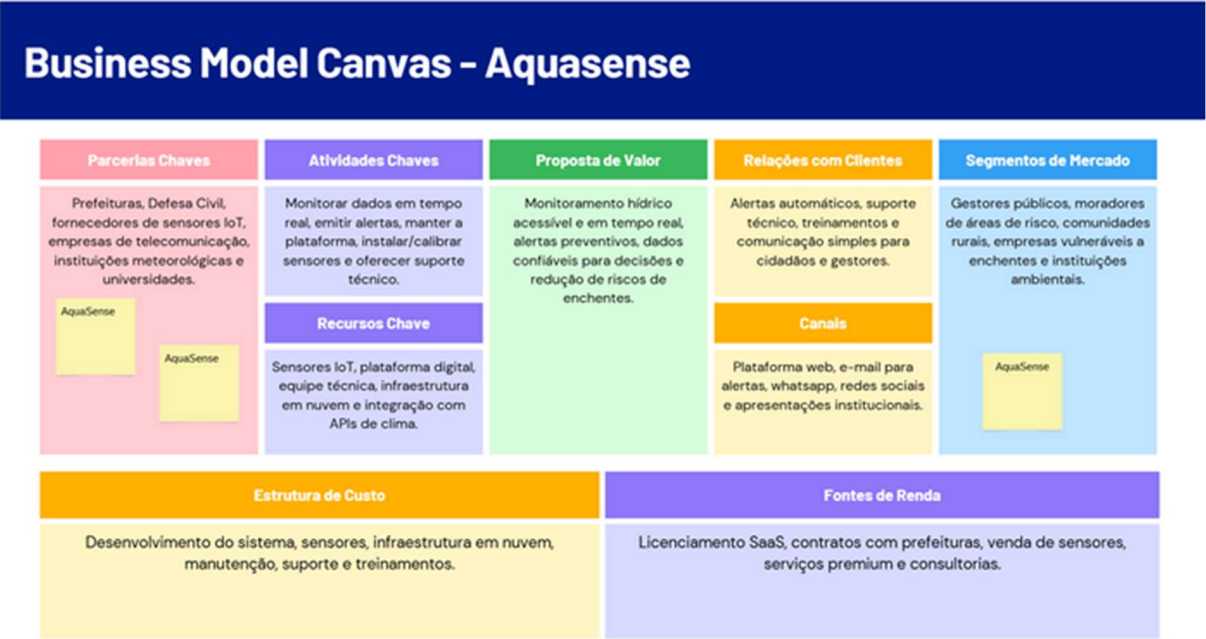 Business Model Canvas - Aquasense
Parcerias Chaves
Prefeituras, Defesa Civil,
fornecedores de sensores IoT,
empresas de telecomunicação,
instituições meteorológicas e
universidades.
AquaSense
AquaSense
Atividades Chaves
Monitorar dados em tempo
real, emitir alertas, manter a
plataforma, instalar/calibrar
sensores e oferecer suporte
técnico.
Recursos Chave
Sensores IoT, plataforma digital,
equipe técnica, infraestrutura
em nuvem e integração com
APIs de clima.
Proposta de Valor
Monitoramento hídrico
acessível e em tempo real,
alertas preventivos, dados
confiáveis para decisões e
redução de riscos de
enchentes.
Relações com Clientes
Alertas automáticos, suporte
técnico, treinamentos e
comunicação simples para
cidadãos e gestores.
Canais
Plataforma web, e-mail para
alertas, whatsapp, redes sociais
e apresentações institucionais.
Segmentos de Mercado
Gestores públicos, moradores
de áreas de risco, comunidades
rurais, empresas vulneráveis a
enchentes e instituições
ambientais.
AquaSense
Estrutura de Custo
Desenvolvimento do sistema, sensores, infraestrutura em nuvem,
manutenção, suporte e treinamentos.
Fontes de Renda
Licenciamento SaaS, contratos com prefeituras, venda de sensores,
serviços premium e consultorias.